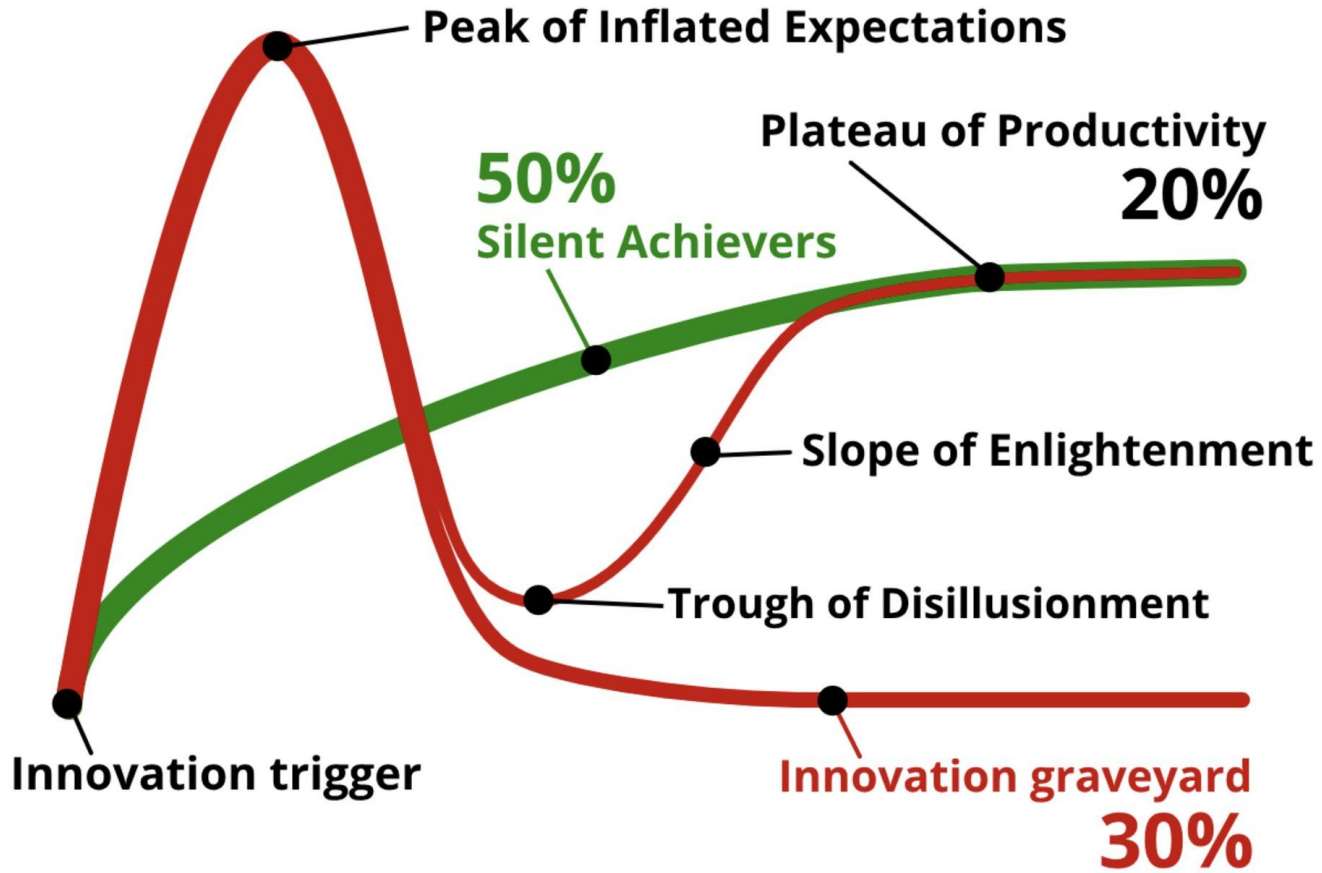 Peak of Inflated Expectations
Plateau of Productivity
20%
50%
Silent Achievers
Slope of Enlightenment
Trough of Disillusionment
Innovation trigger
Innovation graveyard
30%